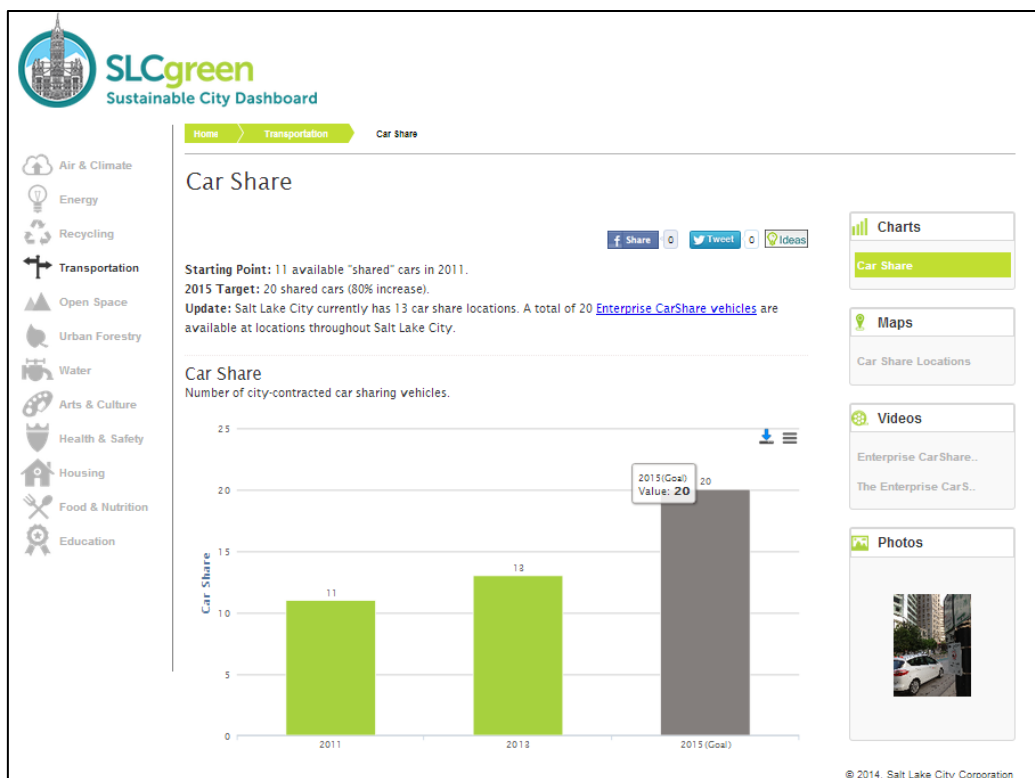 SLCgreen
Sustainable City Dashboard
Home
Transportation
Car Share
Air & Climate
Energy
Recycling
Transportation
Open Space
Urban Forestry
Water
Arts & Culture
Health & Safety
Housing
Food & Nutrition
Education
Car Share
Share
0
Tweet
0
Ideas
Starting Point: 11 available "shared" cars in 2011.
2015 Target: 20 shared cars (80% increase).
Update: Salt Lake City currently has 13 car share locations. A total of 20 Enterprise CarShare vehicles are
available at locations throughout Salt Lake City.
Car Share
Number of city-contracted car sharing vehicles.
25
20
15
10
5
0
Car Share
11
13
20
2015(Goal)
Value: 20
2011
2013
2015(Goal)
Charts
Car Share
Maps
Car Share Locations
Videos
Enterprise CarShare..
The Enterprise CarS..
Photos
© 2014, Salt Lake City Corporation